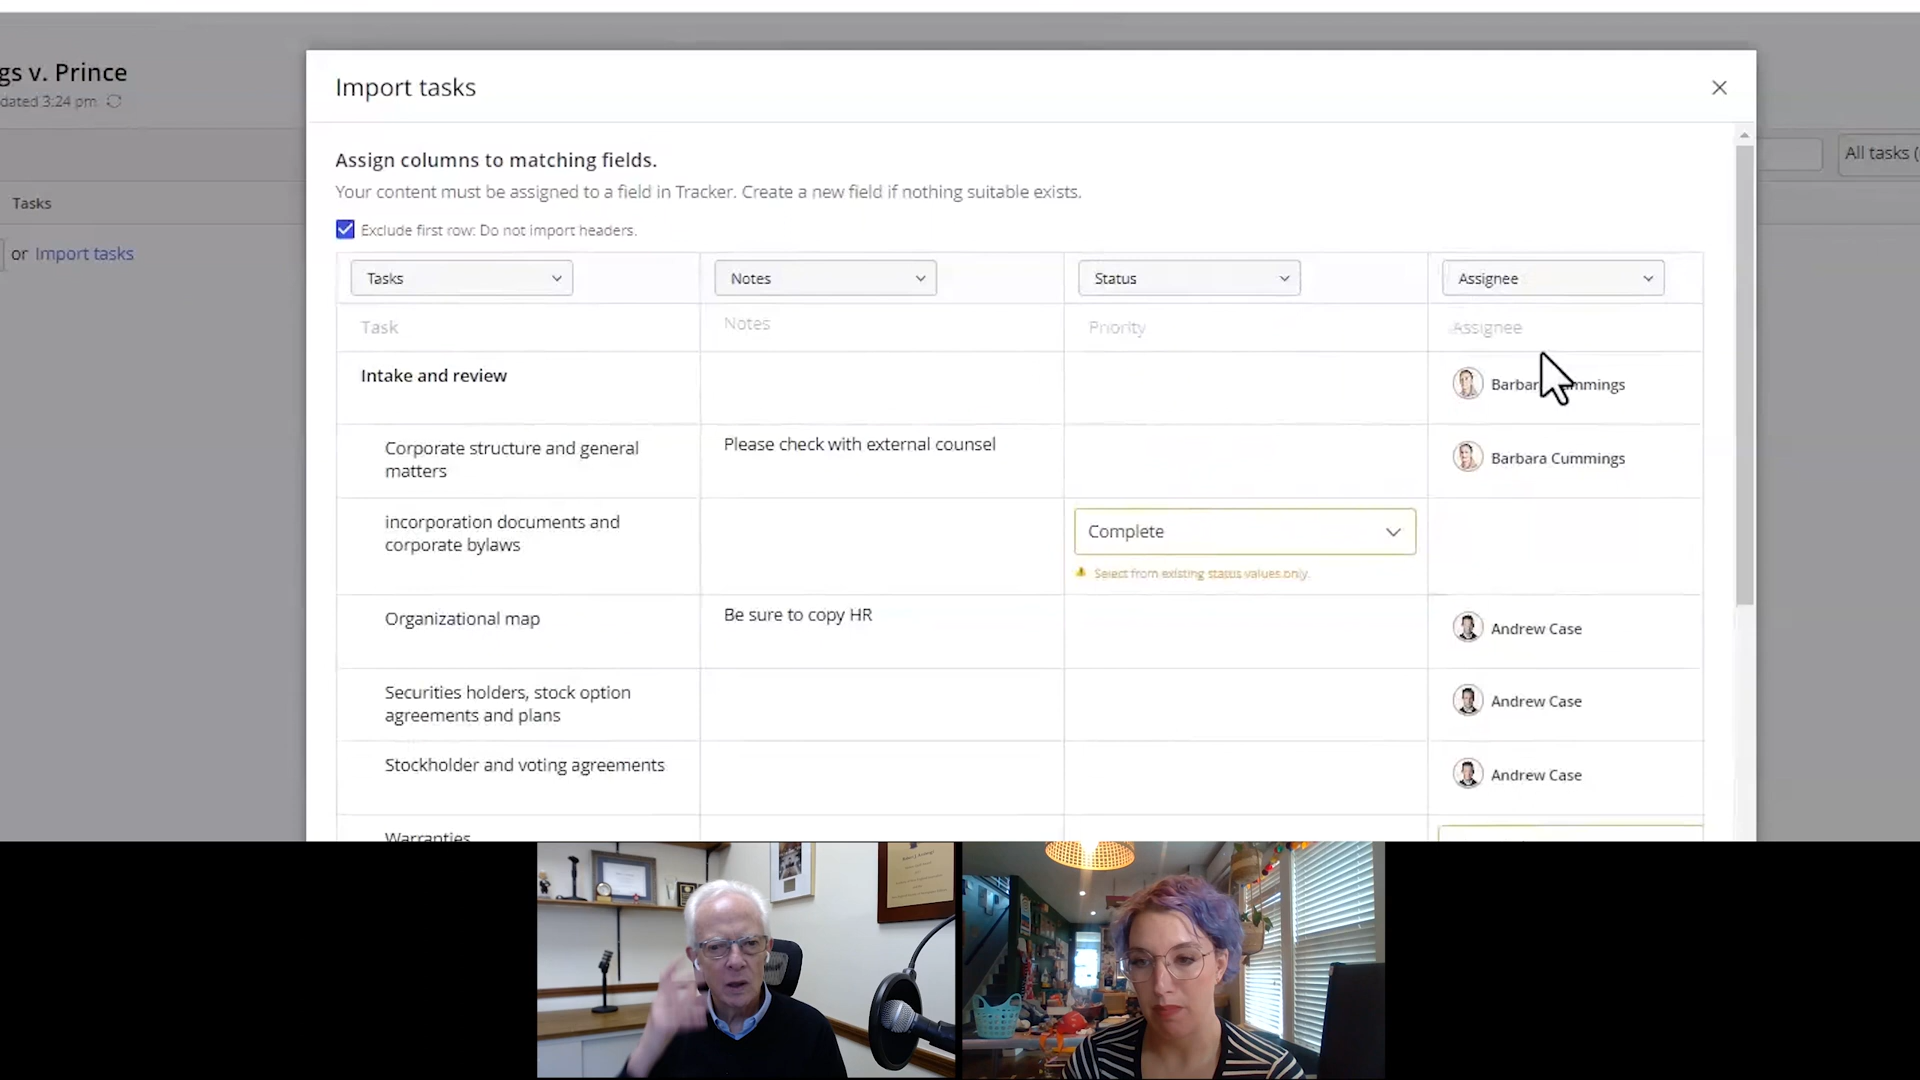 gs v. Prince
dated 3:24 pm
Import tasks
Assign columns to matching fields.
Your content must be assigned to a field in Tracker. Create a new field if nothing suitable exists.
All tasks (
Tasks
Exclude first row: Do not import headers.
or Import tasks
Tasks
Notes
Status
Assignee
Task
Notes
Priority
Assignee
Intake and review
Barbar mmings
Corporate structure and general
matters
Please check with external counsel
Barbara Cummings
incorporation documents and
corporate bylaws
Complete
Select from existing status values only.
Organizational map
Be sure to copy HR
Andrew Case
Securities holders, stock option
agreements and plans
Andrew Case
Stockholder and voting agreements
Andrew Case
Warranties